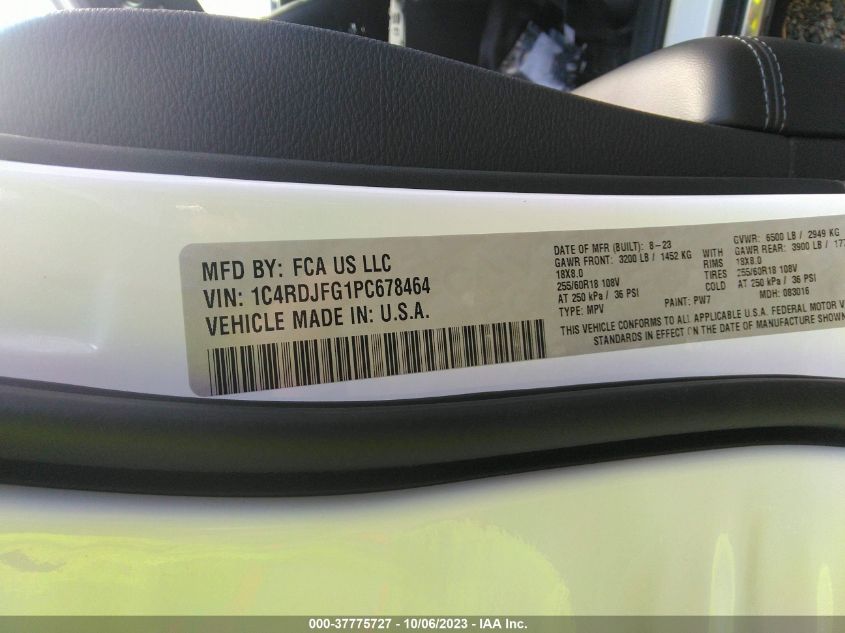 MFD BY: FCA US LLC
VIN: 1C4RDJFG1PC678464
VEHICLE MADE IN: U.S.A.
DATE OF MFR (BUILT): 8-23
GVWR: 6500 LB / 2949 KG
GAWR FRONT: 3200 LB / 1452 KG WITH GAWR REAR: 3900 LB /
18X8.0 RIMS 18X8.0
255/60R18 108V TIRES 255/60R18 108V
AT 250 kPa / 36 PSI COLD AT 250 kPa / 36 PSI
TYPE: MPV PAINT: PW7 MDH: 083016
THIS VEHICLE CONFORMS TO ALL APPLICABLE U.S.A. FEDERAL MOTOR
STANDARDS IN EFFECT ON THE DATE OF MANUFACTURE SHOWN
000-37775727 - 10/06/2023 - IAA Inc.